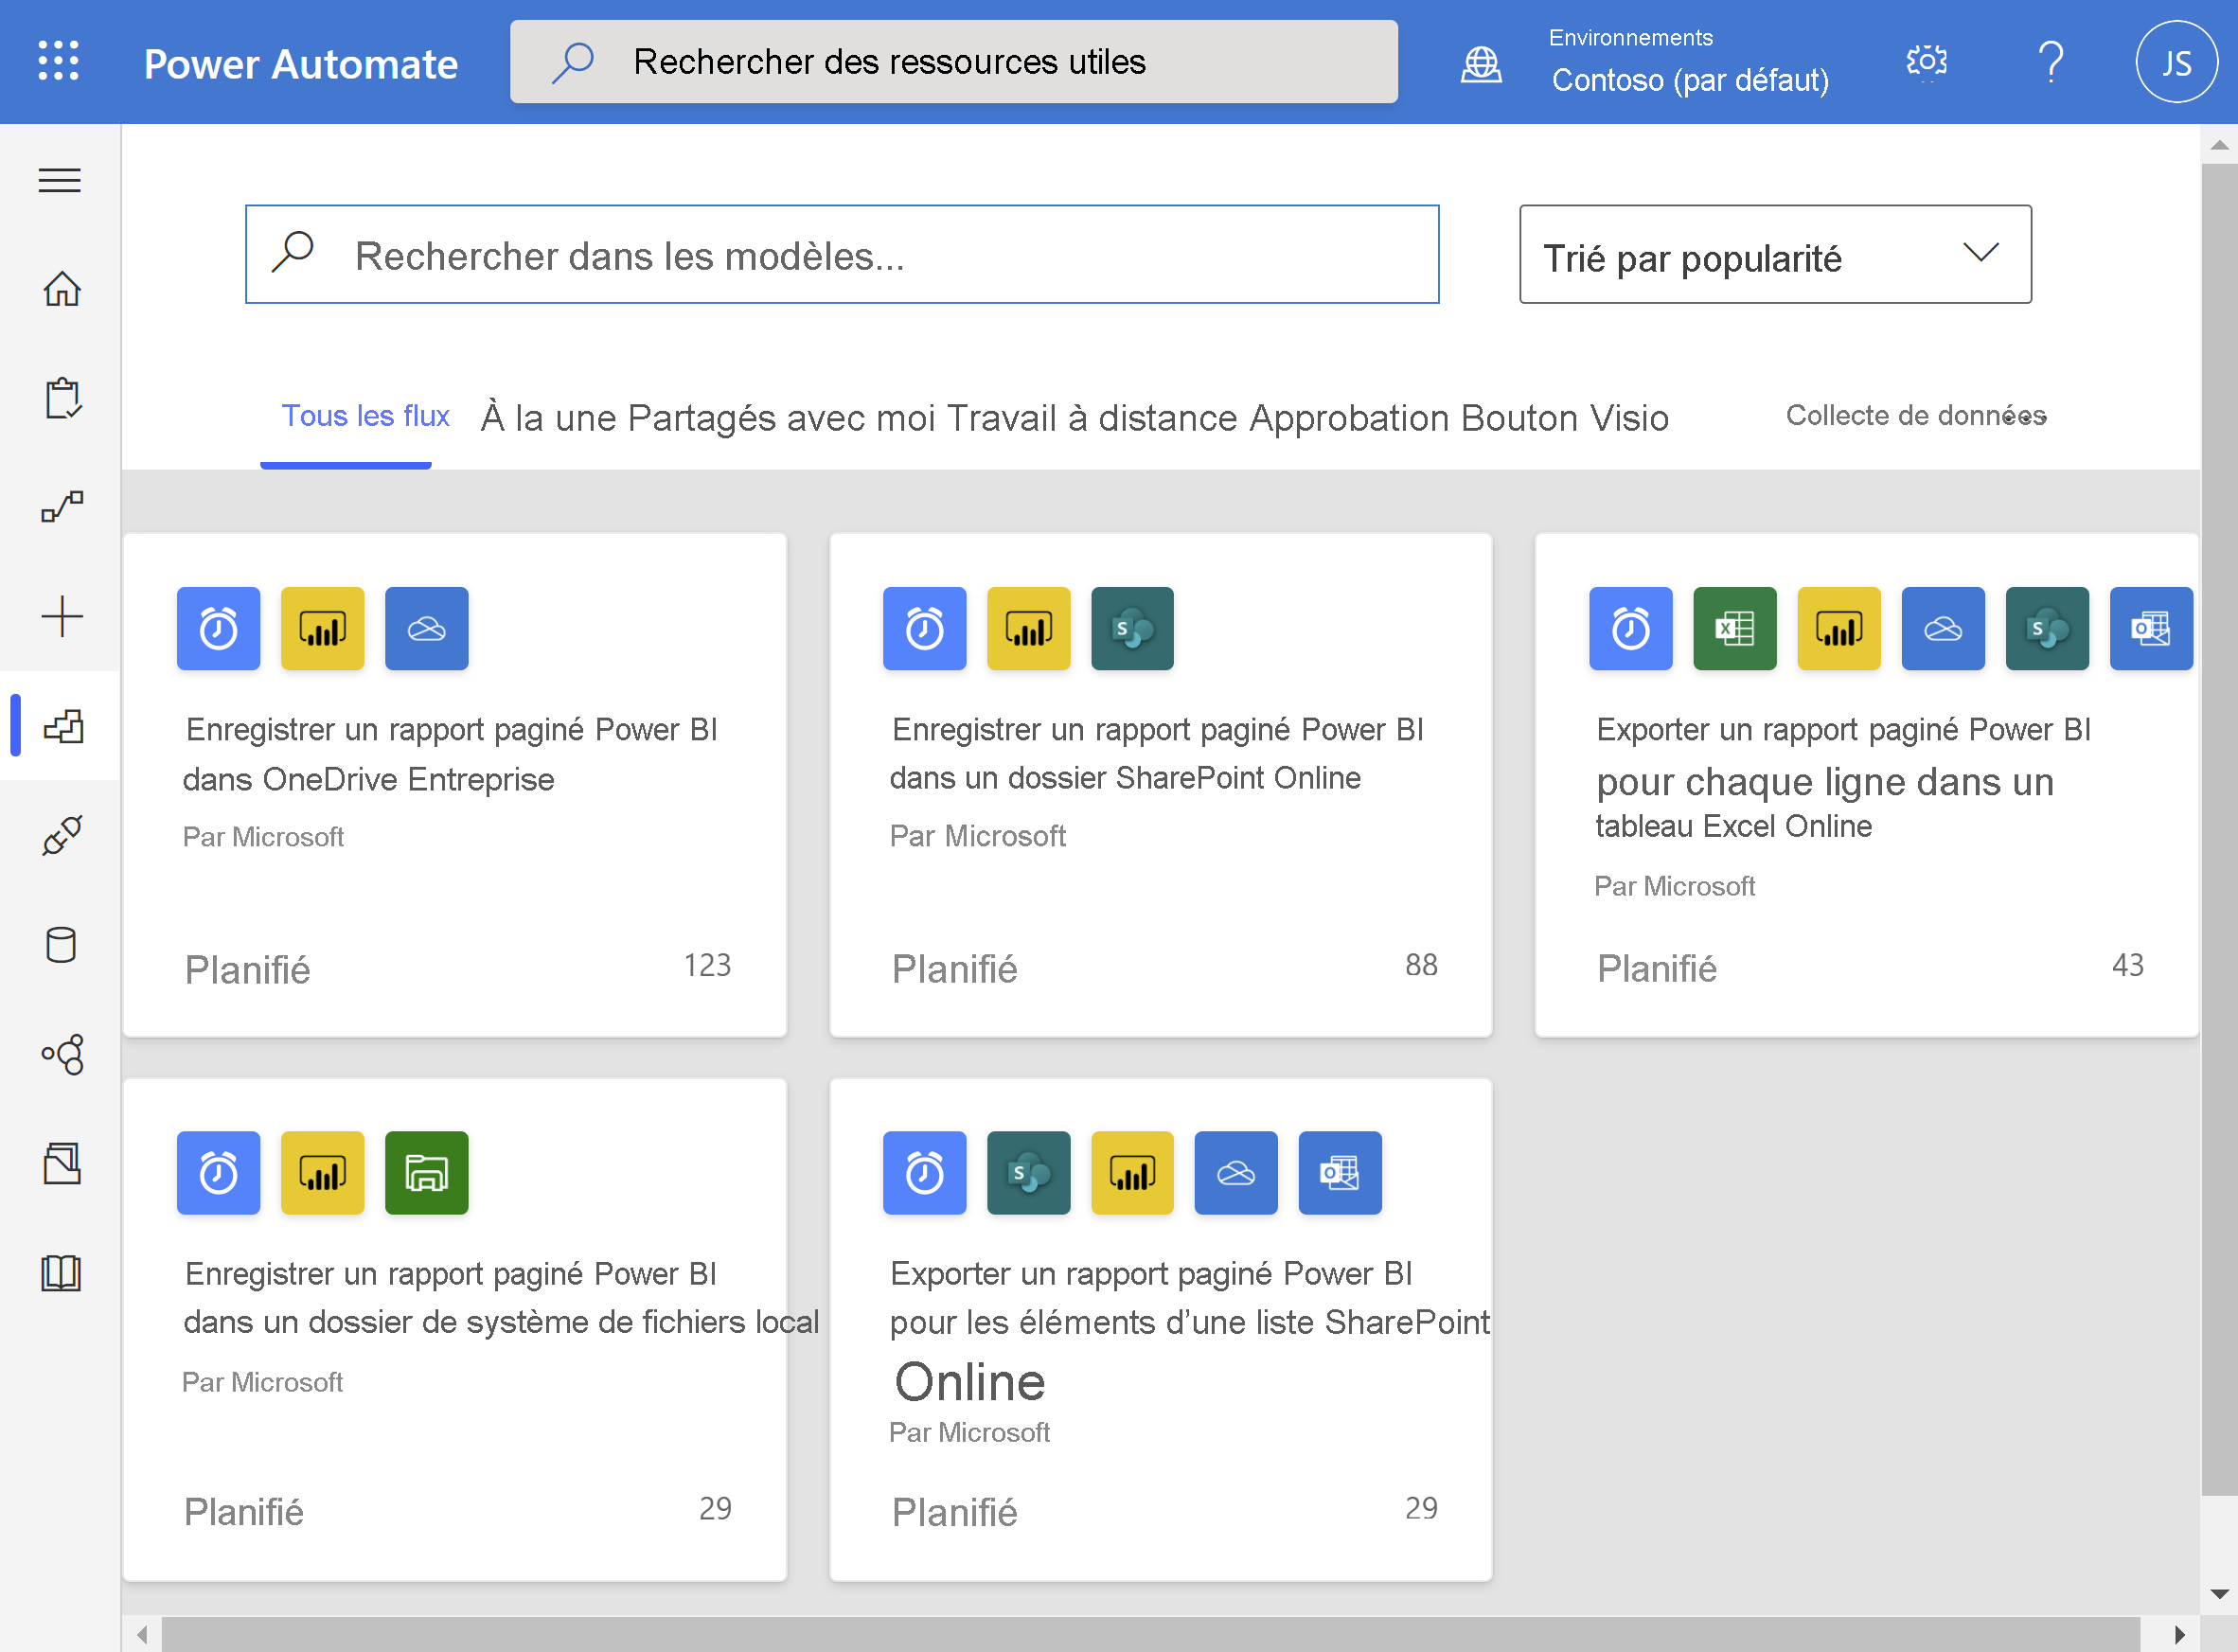 Power Automate
Rechercher des ressources utiles
Environnements
Contoso (par défaut)
JS
Rechercher dans les modèles...
Trié par popularité
Tous les flux À la une Partagés avec moi Travail à distance Approbation Bouton Visio Collecte de données
Enregistrer un rapport paginé Power BI
dans OneDrive Entreprise
Par Microsoft
Planifié 123
Enregistrer un rapport paginé Power BI
dans un dossier SharePoint Online
Par Microsoft
Planifié 88
Exporter un rapport paginé Power BI
pour chaque ligne dans un
tableau Excel Online
Par Microsoft
Planifié 43
Enregistrer un rapport paginé Power BI
dans un dossier de système de fichiers local
Par Microsoft
Planifié 29
Exporter un rapport paginé Power BI
pour les éléments d’une liste SharePoint
Online
Par Microsoft
Planifié 29